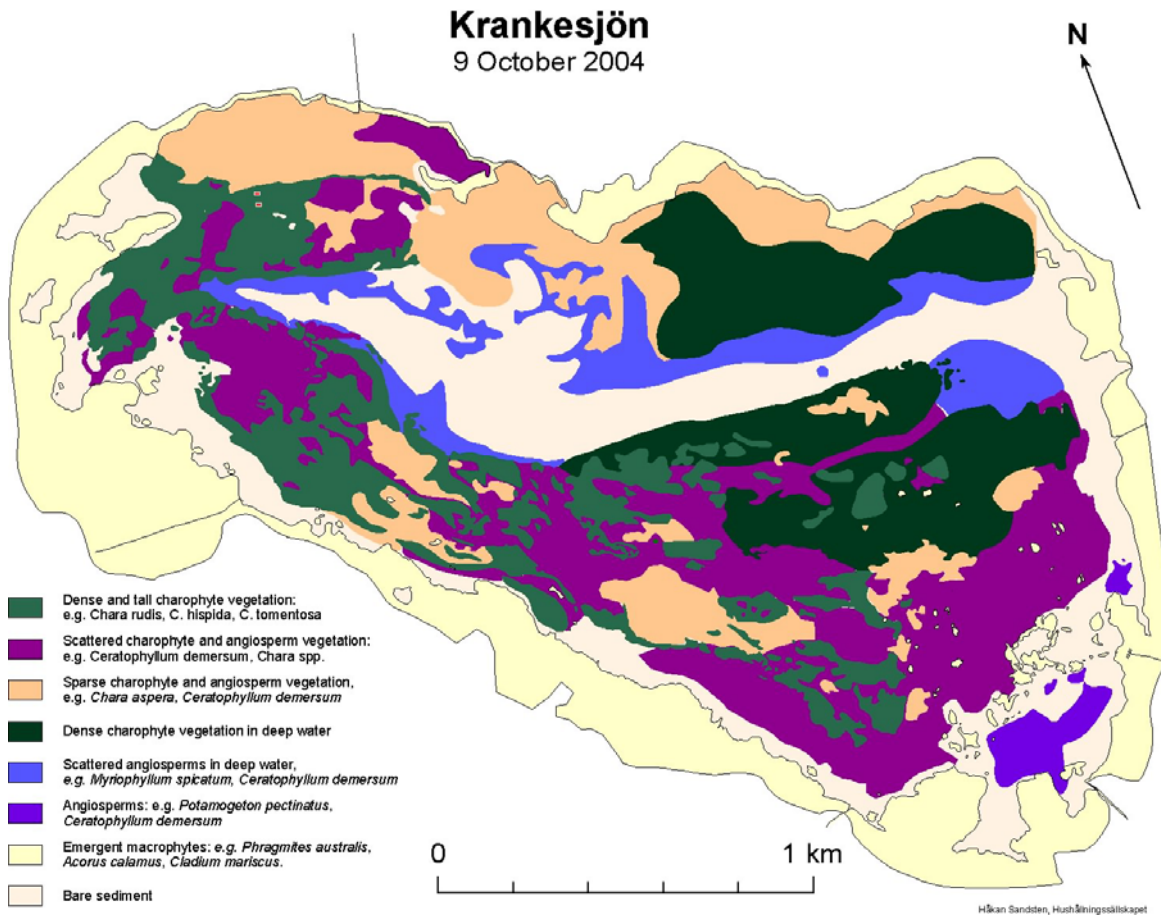 Krankesjön
9 October 2004
N
Dense and tall charophyte vegetation:
e.g. Chara rudis, C. hispida, C. tomentosa
Scattered charophyte and angiosperm vegetation:
e.g. Ceratophyllum demersum, Chara spp.
Sparse charophyte and angiosperm vegetation,
e.g. Chara aspera, Ceratophyllum demersum
Dense charophyte vegetation in deep water
Scattered angiosperms in deep water,
e.g. Myriophyllum spicatum, Ceratophyllum demersum
Angiosperms: e.g. Potamogeton pectinatus,
Ceratophyllum demersum
Emergent macrophytes: e.g. Phragmites australis,
Acorus calamus, Cladium mariscus.
Bare sediment
0 1 km
Håkan Sandsten, Hushållningssällskapet